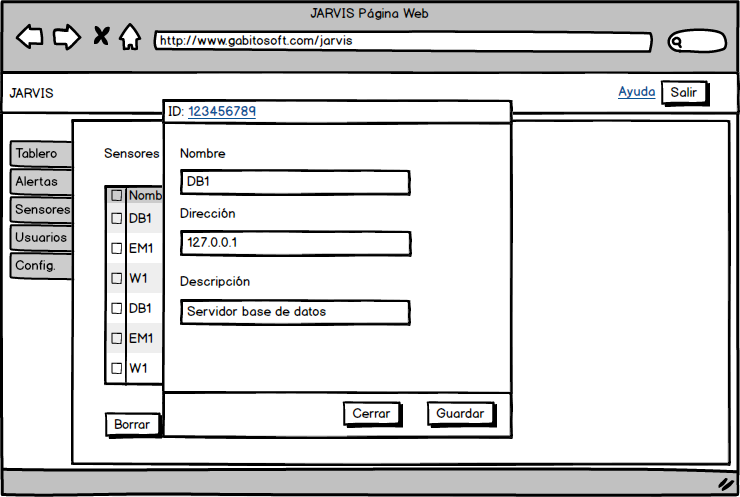 JARVIS Página Web
http://www.gabitosoft.com/jarvis
JARVIS
Ayuda
Salir
Tablero
Alertas
Sensores
Usuarios
Config.
Sensores
Nomb
DB1
EM1
W1
DB1
EM1
W1
Borrar
ID: 123456789
Nombre
DB1
Dirección
127.0.0.1
Descripción
Servidor base de datos
Cerrar
Guardar